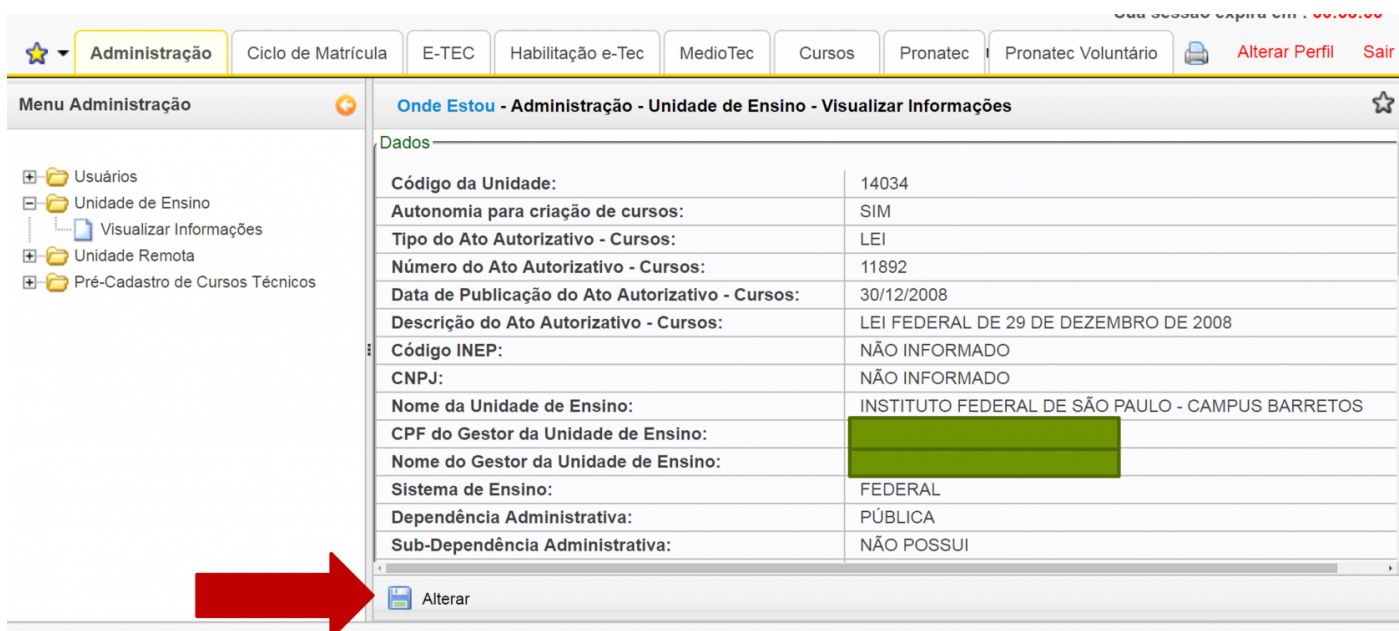 Sua sessão expira em :
Administração Ciclo de Matrícula E-TEC Habilitação e-Tec MedioTec Cursos Pronatec Pronatec Voluntário Alterar Perfil Sair
Menu Administração
Usuários
Unidade de Ensino
Visualizar Informações
Unidade Remota
Pré-Cadastro de Cursos Técnicos
Onde Estou - Administração - Unidade de Ensino - Visualizar Informações
Dados
Código da Unidade: 14034
Autonomia para criação de cursos: SIM
Tipo do Ato Autorizativo - Cursos: LEI
Número do Ato Autorizativo - Cursos: 11892
Data de Publicação do Ato Autorizativo - Cursos: 30/12/2008
Descrição do Ato Autorizativo - Cursos: LEI FEDERAL DE 29 DE DEZEMBRO DE 2008
Código INEP: NÃO INFORMADO
CNPJ: NÃO INFORMADO
Nome da Unidade de Ensino: INSTITUTO FEDERAL DE SÃO PAULO - CAMPUS BARRETOS
CPF do Gestor da Unidade de Ensino:
Nome do Gestor da Unidade de Ensino:
Sistema de Ensino: FEDERAL
Dependência Administrativa: PÚBLICA
Sub-Dependência Administrativa: NÃO POSSUI
Alterar